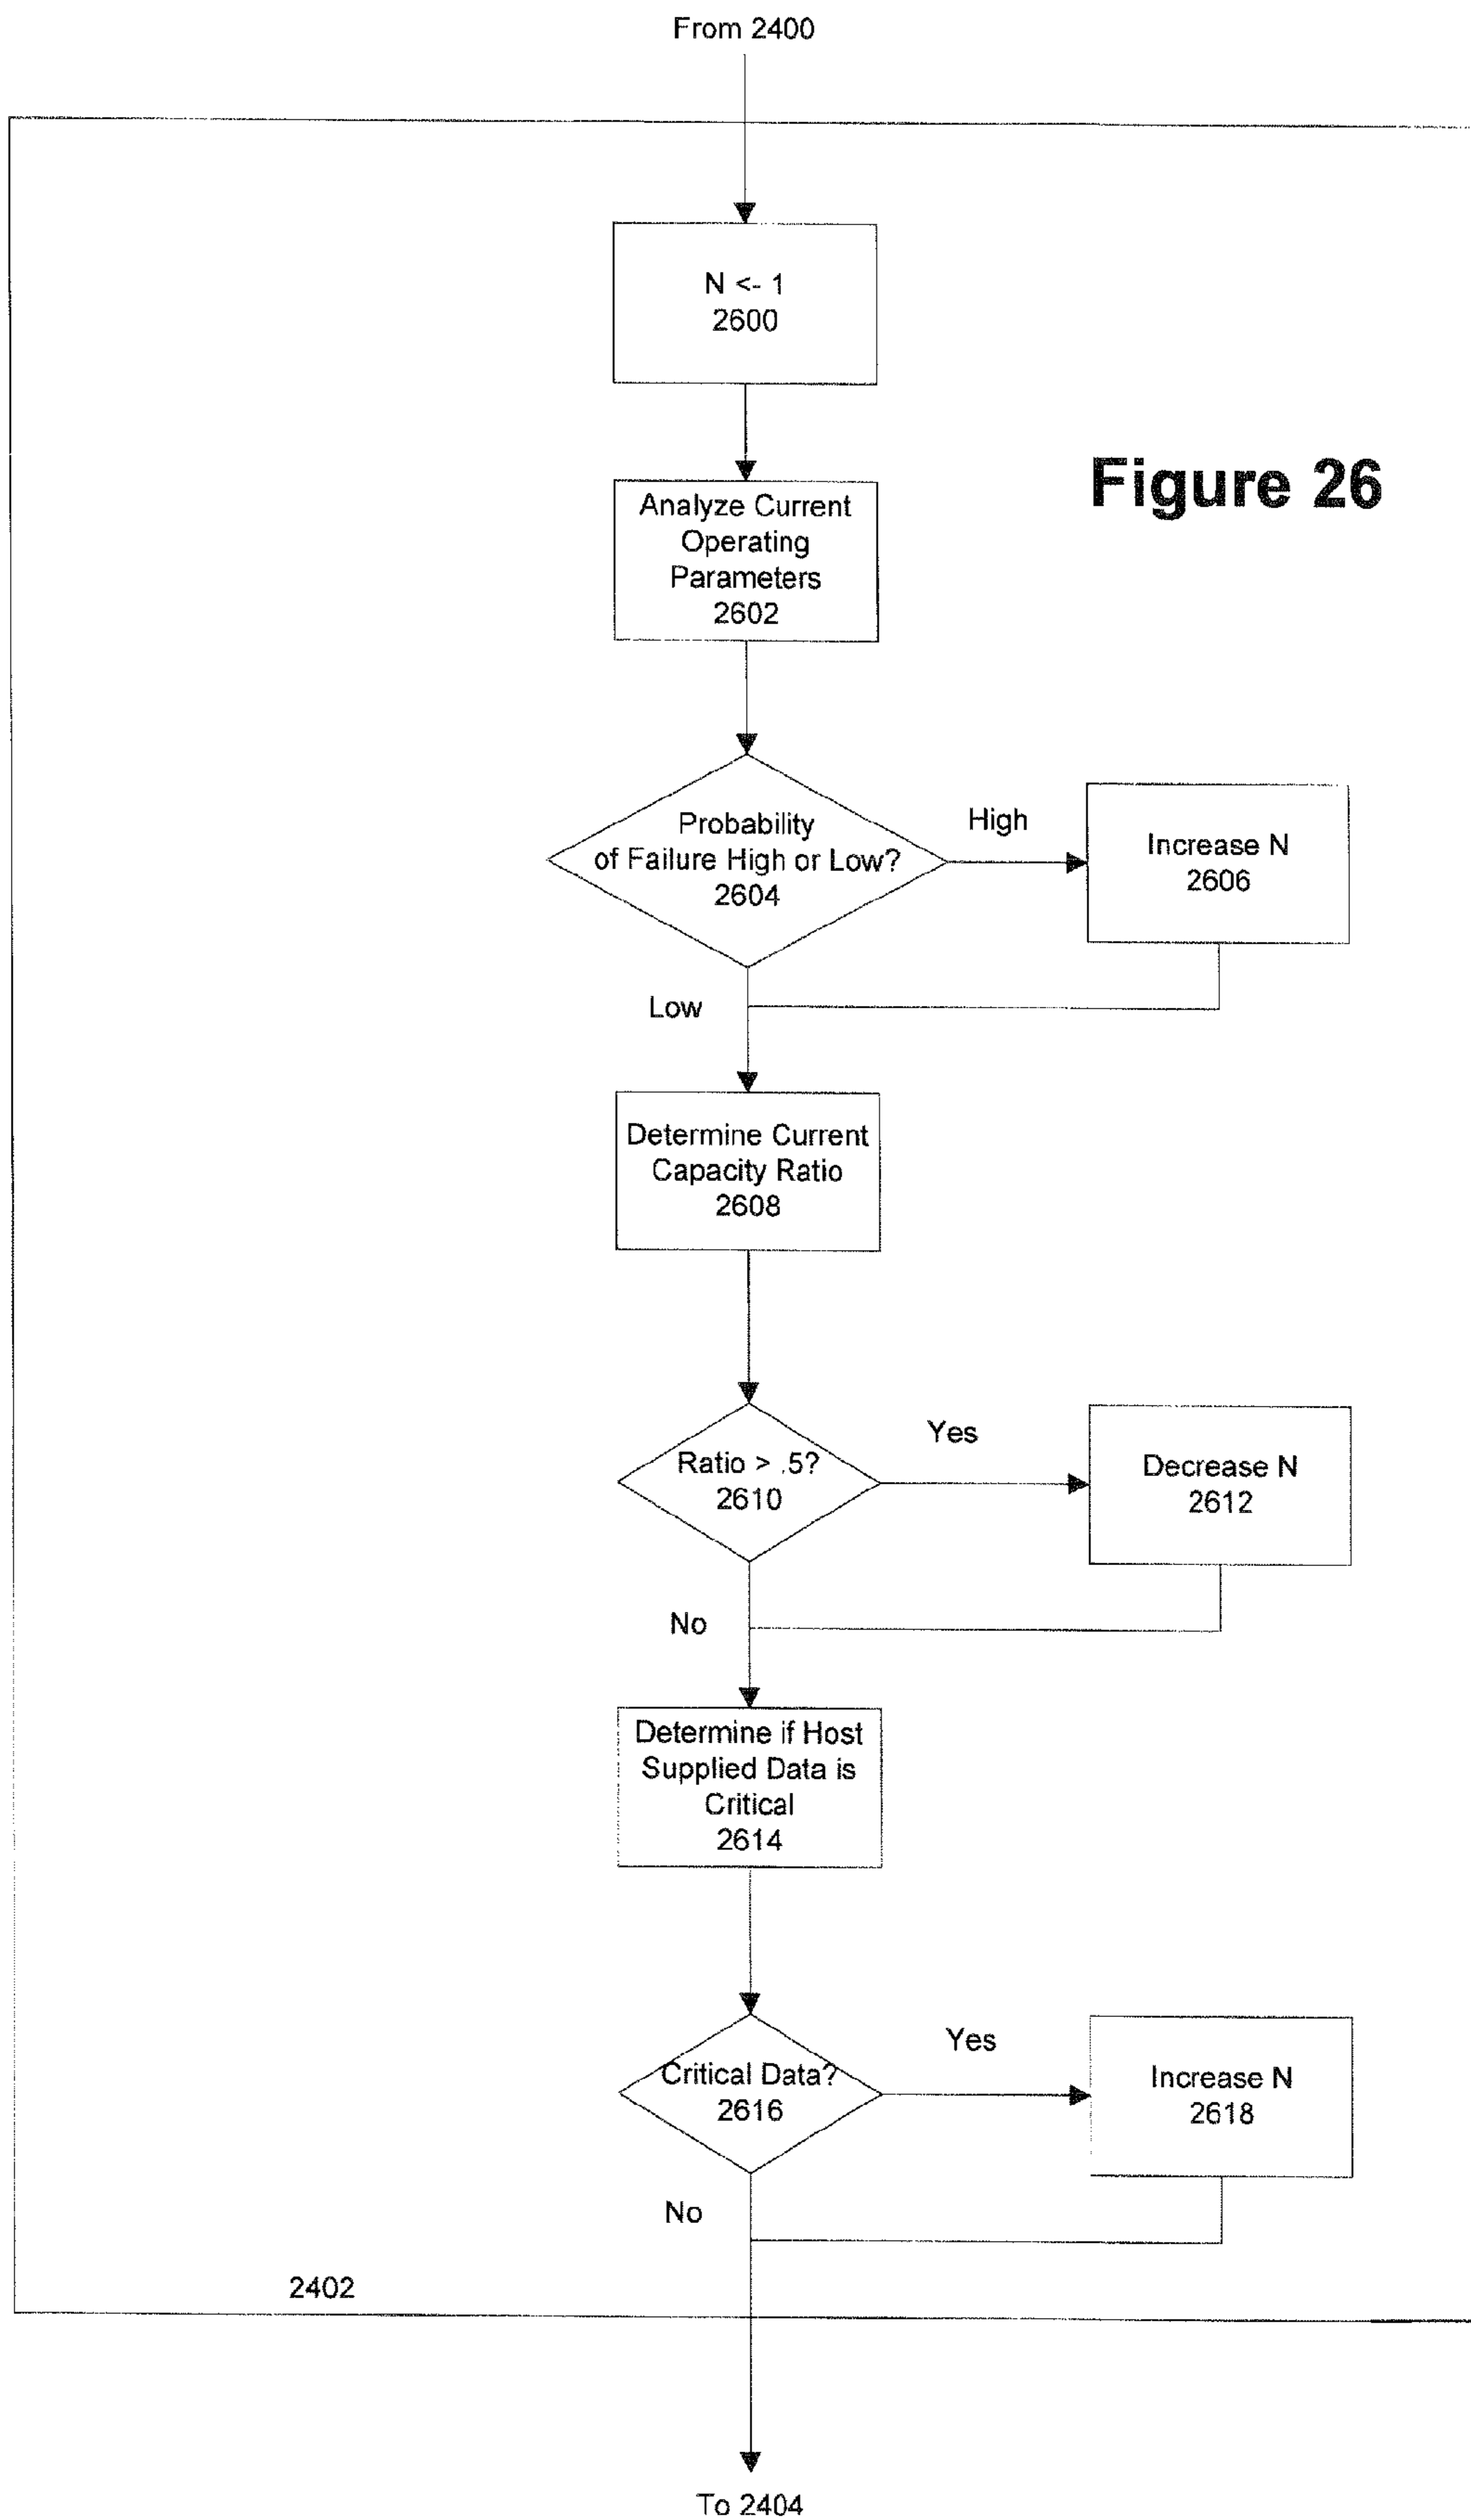 From 2400
N <- 1
2600
Figure 26
Analyze Current
Operating
Parameters
2602
Probability
of Failure High or Low?
2604
High
Increase N
2606
Low
Determine Current
Capacity Ratio
2608
Ratio > .5?
2610
Yes
Decrease N
2612
No
Determine if Host
Supplied Data is
Critical
2614
Critical Data?
2616
Yes
Increase N
2618
No
2402
To 2404